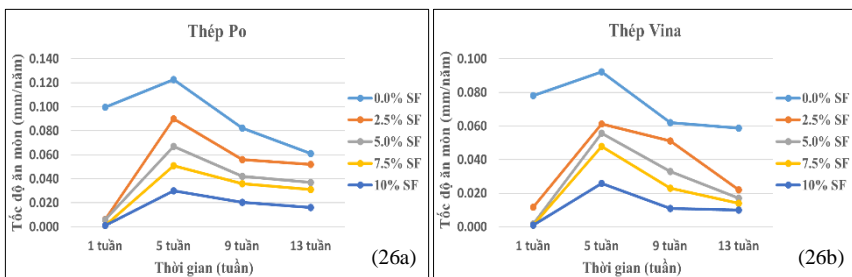 Thép Po
Tốc độ ăn mòn (mm/năm)
0.140
0.120
0.100
0.080
0.060
0.040
0.020
0.000
1 tuần 5 tuần 9 tuần 13 tuần
Thời gian (tuần)
0.0% SF
2.5% SF
5.0% SF
7.5% SF
10% SF
(26a)
Thép Vina
Tốc độ ăn mòn (mm/năm)
0.100
0.080
0.060
0.040
0.020
0.000
1 tuần 5 tuần 9 tuần 13 tuần
Thời gian (tuần)
0.0% SF
2.5% SF
5.0% SF
7.5% SF
10% SF
(26b)